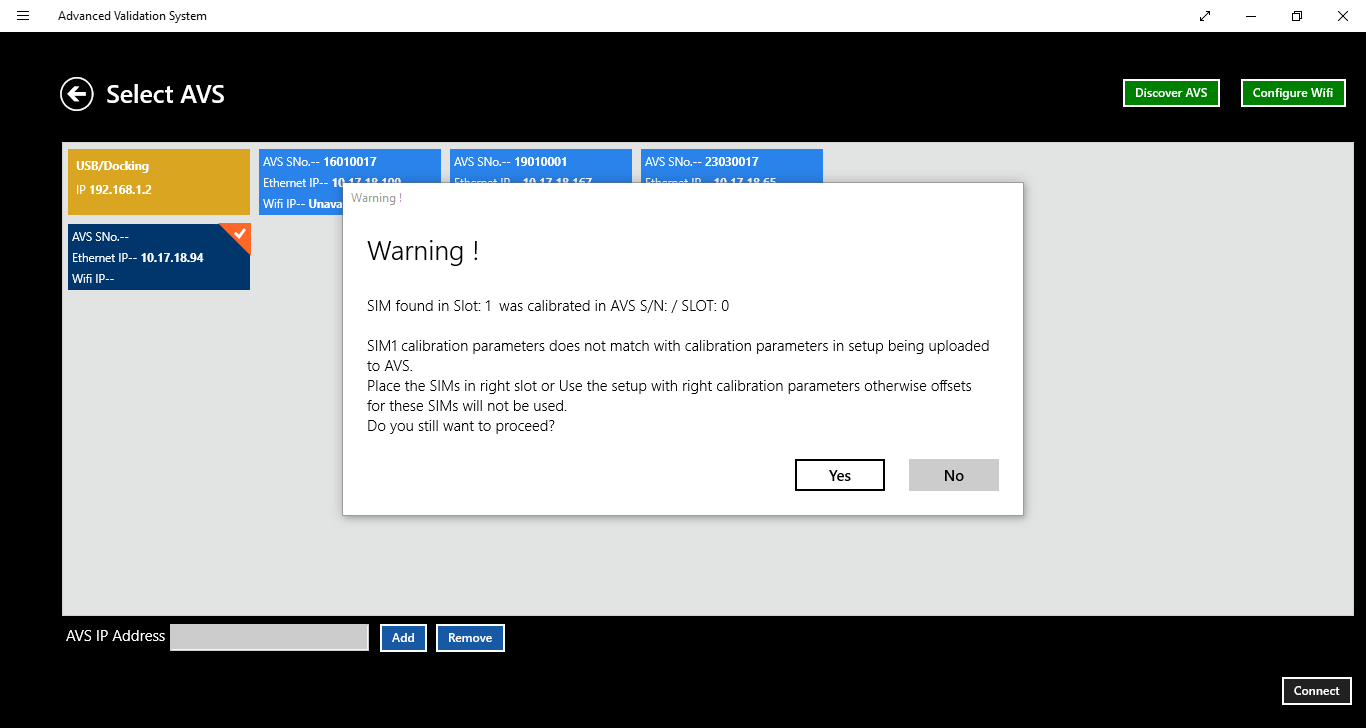 Advanced Validation System
Select AVS
Discover AVS
Configure Wifi
USB/Docking
IP 192.168.1.2
AVS SNo.-- 16010017
Ethernet IP-- 10.17.18.100
Wifi IP-- Unava
AVS SNo.-- 19010001
Ethernet IP-- 10.17.18.167
AVS SNo.-- 23030017
Ethernet IP-- 10.17.18.65
AVS SNo.--
Ethernet IP-- 10.17.18.94
Wifi IP--
Warning !
Warning !
SIM found in Slot: 1  was calibrated in AVS S/N: / SLOT: 0
SIM1 calibration parameters does not match with calibration parameters in setup being uploaded
to AVS.
Place the SIMs in right slot or Use the setup with right calibration parameters otherwise offsets
for these SIMs will not be used.
Do you still want to proceed?
Yes
No
AVS IP Address
Add
Remove
Connect